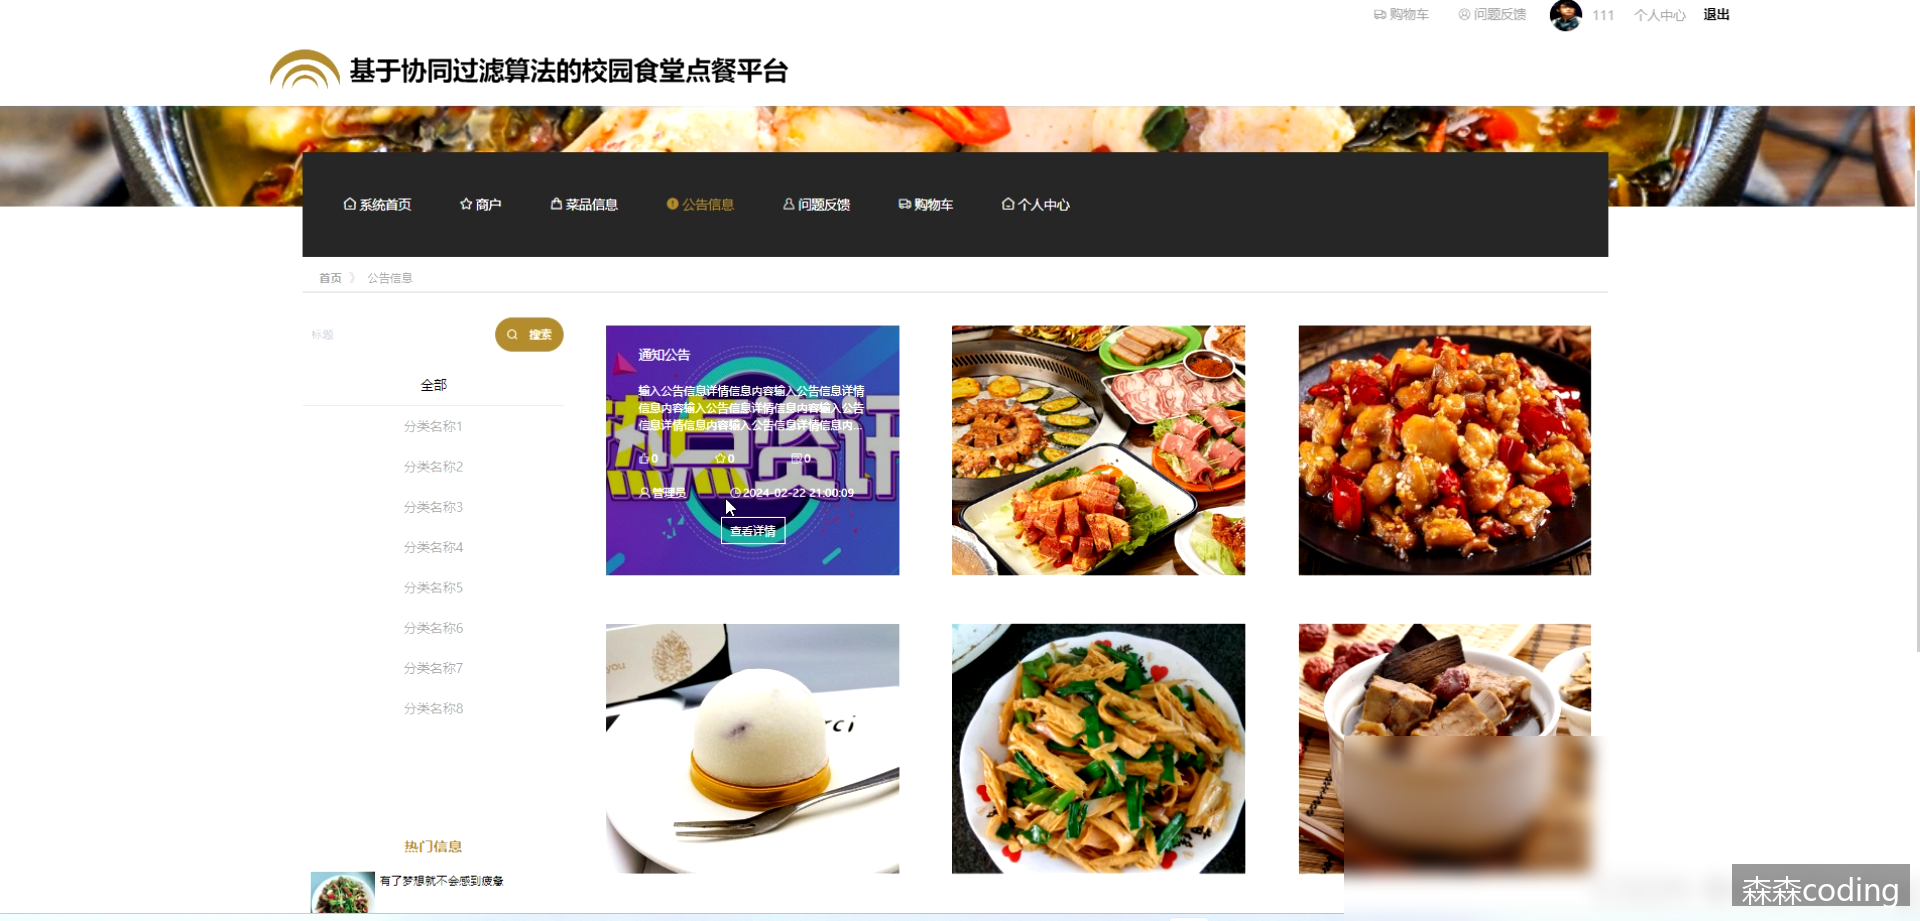 购物车 问题反馈 111 个人中心 退出
基于协同过滤算法的校园食堂点餐平台
系统首页 商户 菜品信息 公告信息 问题反馈 购物车 个人中心
首页 》 公告信息
标题 搜索
全部
分类名称1
分类名称2
分类名称3
分类名称4
分类名称5
分类名称6
分类名称7
分类名称8
热门信息
有了梦想就不会感到疲惫
通知公告
输入公告信息详情信息内容输入公告信息详情
信息内容输入公告信息详情信息内容输入公告
信息详情信息内容输入公告信息详情信息内...
热点资讯
0 0 0
管理员 2024-02-22 21:00:09
查看详情
you
rci
森森coding